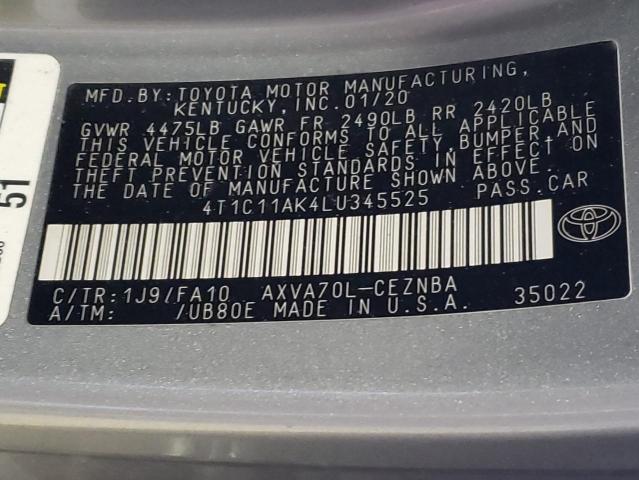 MFD. BY: TOYOTA MOTOR MANUFACTURING,
KENTUCKY, INC. 01/20
GVWR 4475LB GAWR FR 2490LB RR 2420LB
THIS VEHICLE CONFORMS TO ALL APPLICABLE
FEDERAL MOTOR VEHICLE SAFETY, BUMPER, AND
THEFT PREVENTION STANDARDS IN EFFECT ON
THE DATE OF MANUFACTURE SHOWN ABOVE.
4T1C11AK4LU345525 PASS. CAR
C/TR: 1J9/FA10 AXVA70L-CEZNBA
A/TM: /UB80E MADE IN U.S.A. 35022
51